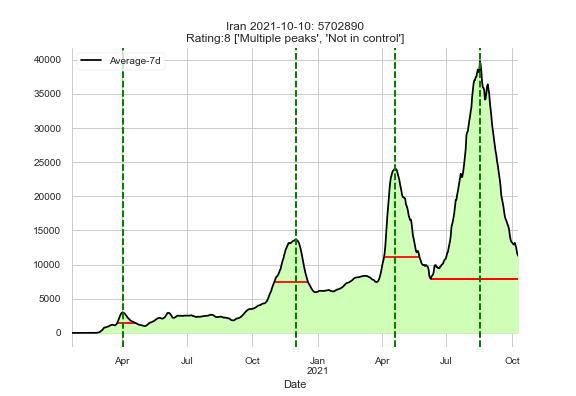 Iran 2021-10-10: 5702890
Rating:8 ['Multiple peaks', 'Not in control']
Average-7d
40000
35000
30000
25000
20000
15000
10000
5000
0
Apr Jul Oct Jan Apr Jul Oct
2021
Date